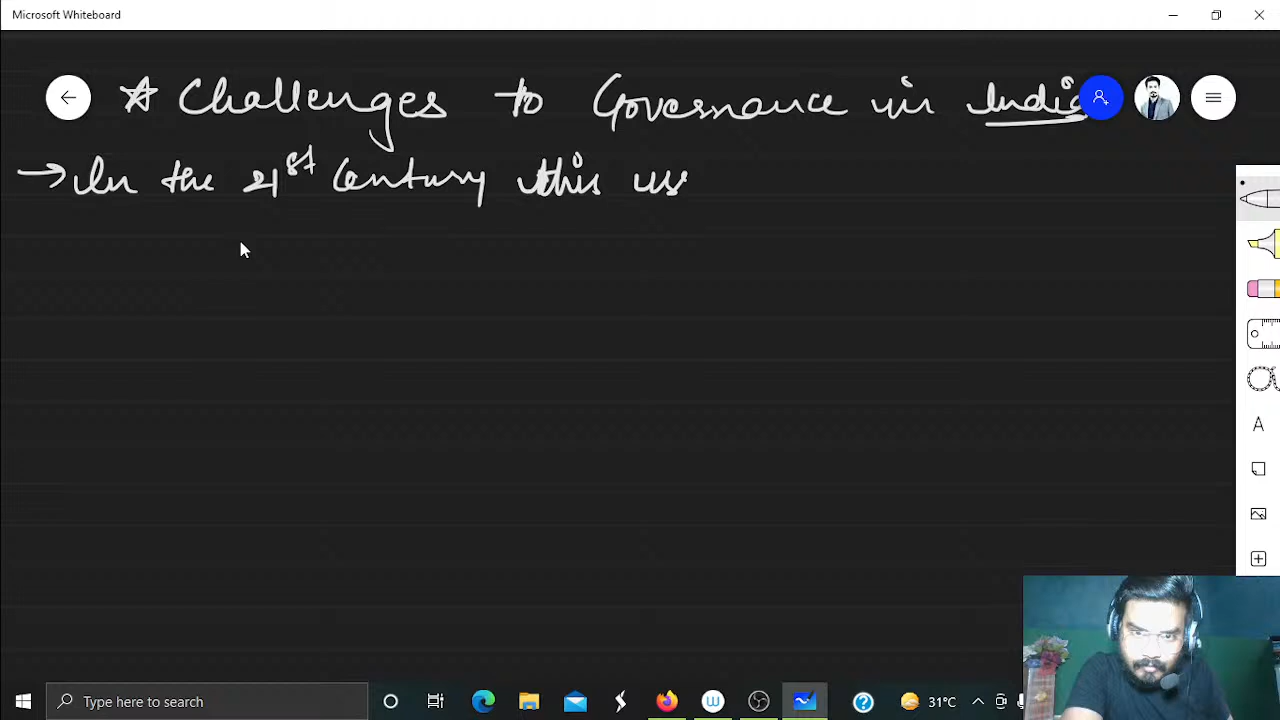 Microsoft Whiteboard
☆ Challenges to Governance in India
→ In the 21st Century this is
A
Type here to search
31°C